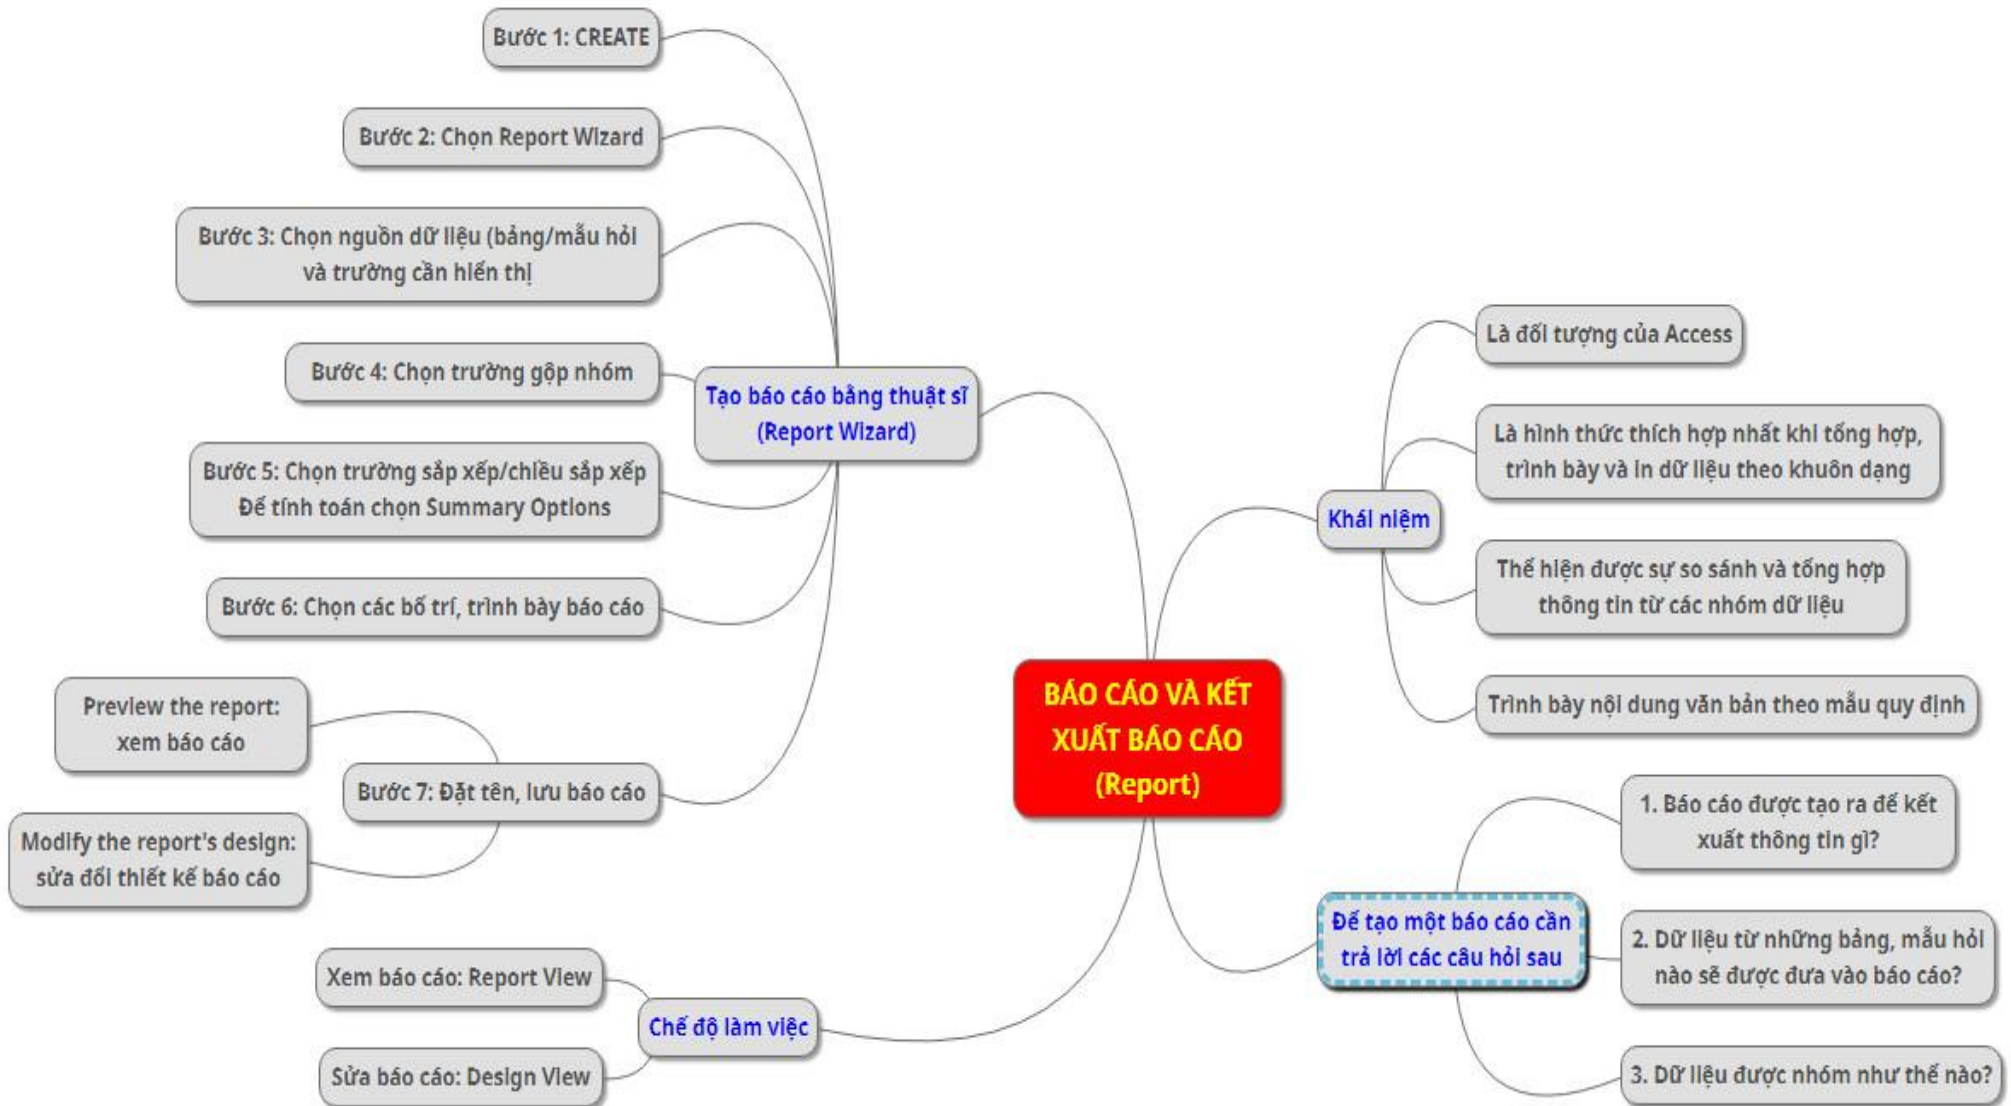 BÁO CÁO VÀ KẾT
XUẤT BÁO CÁO
(Report)
Khái niệm
Là đối tượng của Access
Là hình thức thích hợp nhất khi tổng hợp,
trình bày và in dữ liệu theo khuôn dạng
Thể hiện được sự so sánh và tổng hợp
thông tin từ các nhóm dữ liệu
Trình bày nội dung văn bản theo mẫu quy định
Để tạo một báo cáo cần
trả lời các câu hỏi sau
1. Báo cáo được tạo ra để kết
xuất thông tin gì?
2. Dữ liệu từ những bảng, mẫu hỏi
nào sẽ được đưa vào báo cáo?
3. Dữ liệu được nhóm như thế nào?
Tạo báo cáo bằng thuật sĩ
(Report Wizard)
Bước 1: CREATE
Bước 2: Chọn Report Wizard
Bước 3: Chọn nguồn dữ liệu (bảng/mẫu hỏi
và trường cần hiển thị
Bước 4: Chọn trường gộp nhóm
Bước 5: Chọn trường sắp xếp/chiều sắp xếp
Để tính toán chọn Summary Options
Bước 6: Chọn các bố trí, trình bày báo cáo
Bước 7: Đặt tên, lưu báo cáo
Preview the report:
xem báo cáo
Modify the report's design:
sửa đổi thiết kế báo cáo
Chế độ làm việc
Xem báo cáo: Report View
Sửa báo cáo: Design View